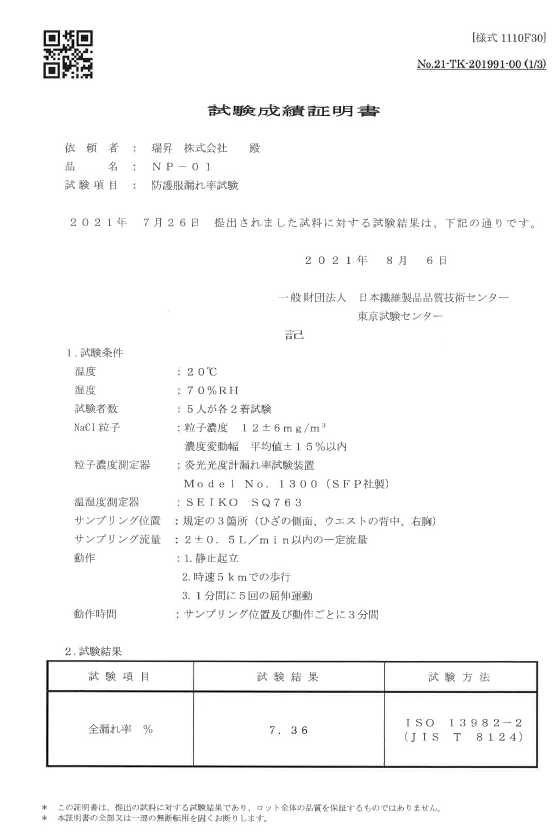 [様式 1110F30]
No.21-TK-201991-00 (1/3)
試験成績証明書
依頼者 : 瑞昇 株式会社 殿
品名 : NP-01
試験項目 : 防護服漏れ率試験
2021年 7月26日 提出されました試料に対する試験結果は、下記の通りです。
2021年 8月 6日
一般財団法人 日本繊維製品品質技術センター
東京試験センター
記
1.試験条件
温度 : 20℃
湿度 : 70%RH
試験者数 : 5人が各2着試験
NaCl粒子 : 粒子濃度 12±6mg/m³
濃度変動幅 平均値±15%以内
粒子濃度測定器 : 炎光光度計漏れ率試験装置
Model No. 1300(SFP社製)
温湿度測定器 : SEIKO SQ763
サンプリング位置 : 規定の3箇所(ひざの側面、ウエストの背中、右胸)
サンプリング流量 : 2±0.5L/min以内の一定流量
動作 : 1.静止起立
2.時速5kmでの歩行
3.1分間に5回の屈伸運動
動作時間 : サンプリング位置及び動作ごとに3分間
2.試験結果
試験項目 試験結果 試験方法
全漏れ率 % 7.36 ISO 13982-2
(JIS T 8124)
* この証明書は、提出の試料に対する試験結果であり、ロット全体の品質を保証するものではありません。
* 本証明書の全部又は一部の無断転用を固くお断りします。